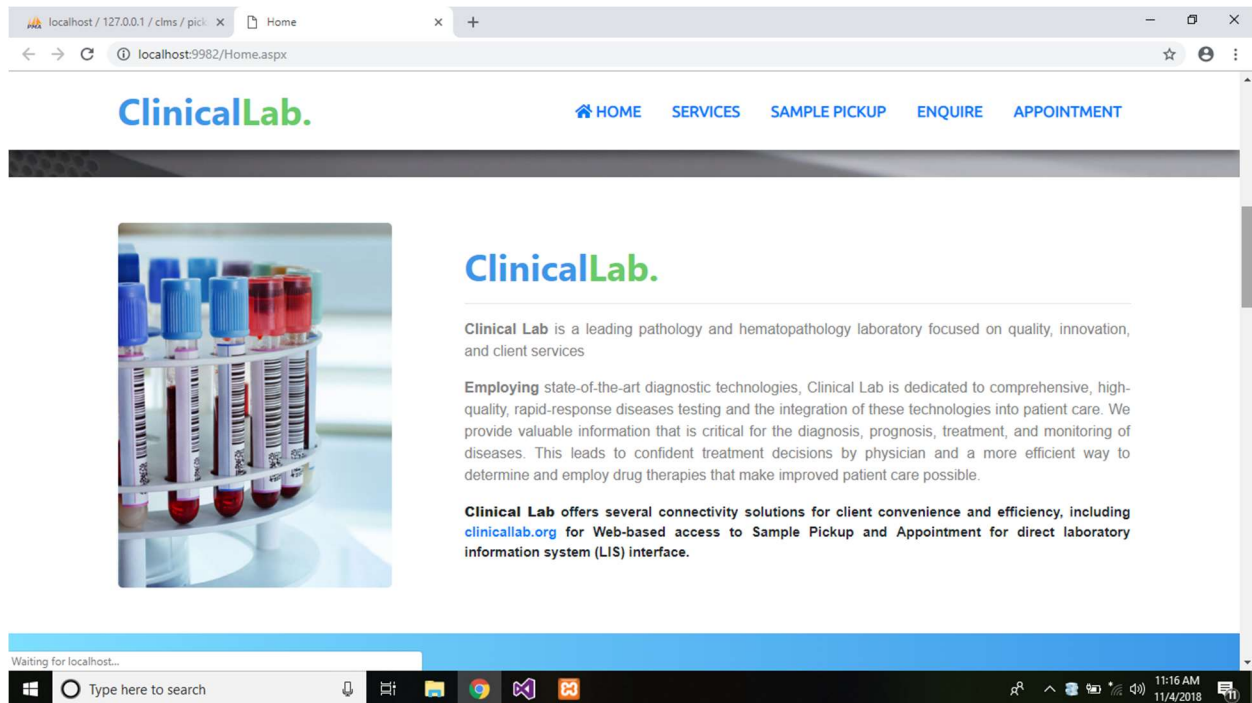 localhost / 127.0.0.1 / clms / pick
Home
localhost:9982/Home.aspx
ClinicalLab.
HOME SERVICES SAMPLE PICKUP ENQUIRE APPOINTMENT
ClinicalLab.
Clinical Lab is a leading pathology and hematopathology laboratory focused on quality, innovation,
and client services
Employing state-of-the-art diagnostic technologies, Clinical Lab is dedicated to comprehensive, high-
quality, rapid-response diseases testing and the integration of these technologies into patient care. We
provide valuable information that is critical for the diagnosis, prognosis, treatment, and monitoring of
diseases. This leads to confident treatment decisions by physician and a more efficient way to
determine and employ drug therapies that make improved patient care possible.
Clinical Lab offers several connectivity solutions for client convenience and efficiency, including
clinicallab.org for Web-based access to Sample Pickup and Appointment for direct laboratory
information system (LIS) interface.
Waiting for localhost...
Type here to search
11:16 AM
11/4/2018
11